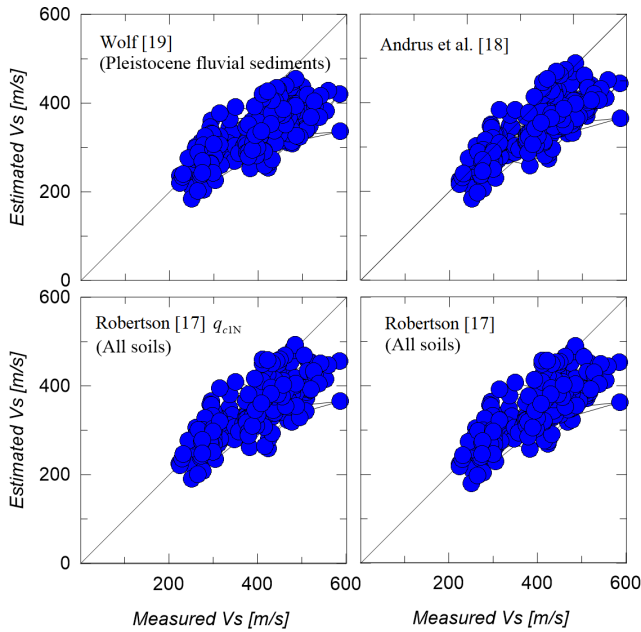 600
400
200
0
Estimated Vs [m/s]
Wolf [19]
(Pleistocene fluvial sediments)
Andrus et al. [18]
600
400
200
0
Estimated Vs [m/s]
Robertson [17] qc1N
(All soils)
Robertson [17]
(All soils)
200 400 600
200 400 600
Measured Vs [m/s]
Measured Vs [m/s]